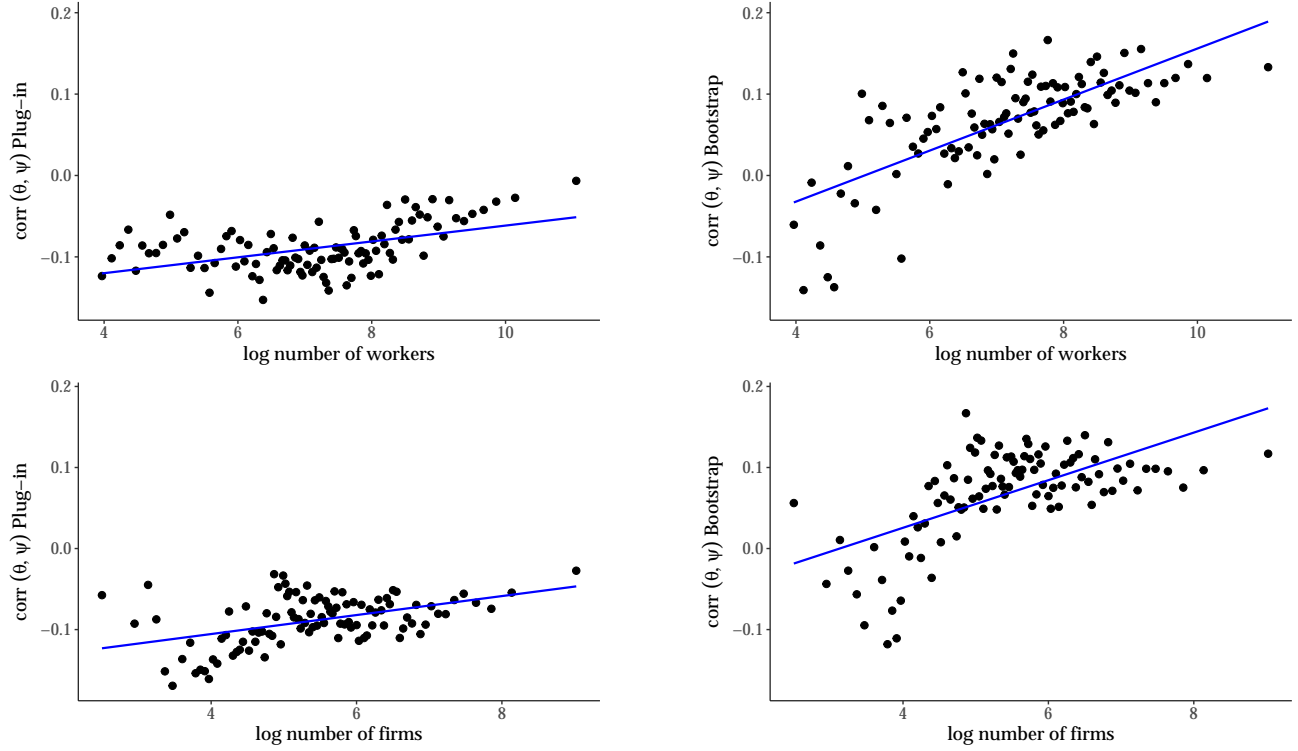 0.2
0.1
0.0
−0.1
corr (θ, ψ) Plug−in
4 6 8 10
log number of workers
0.2
0.1
0.0
−0.1
corr (θ, ψ) Bootstrap
4 6 8 10
log number of workers
0.2
0.1
0.0
−0.1
corr (θ, ψ) Plug−in
4 6 8
log number of firms
0.2
0.1
0.0
−0.1
corr (θ, ψ) Bootstrap
4 6 8
log number of firms